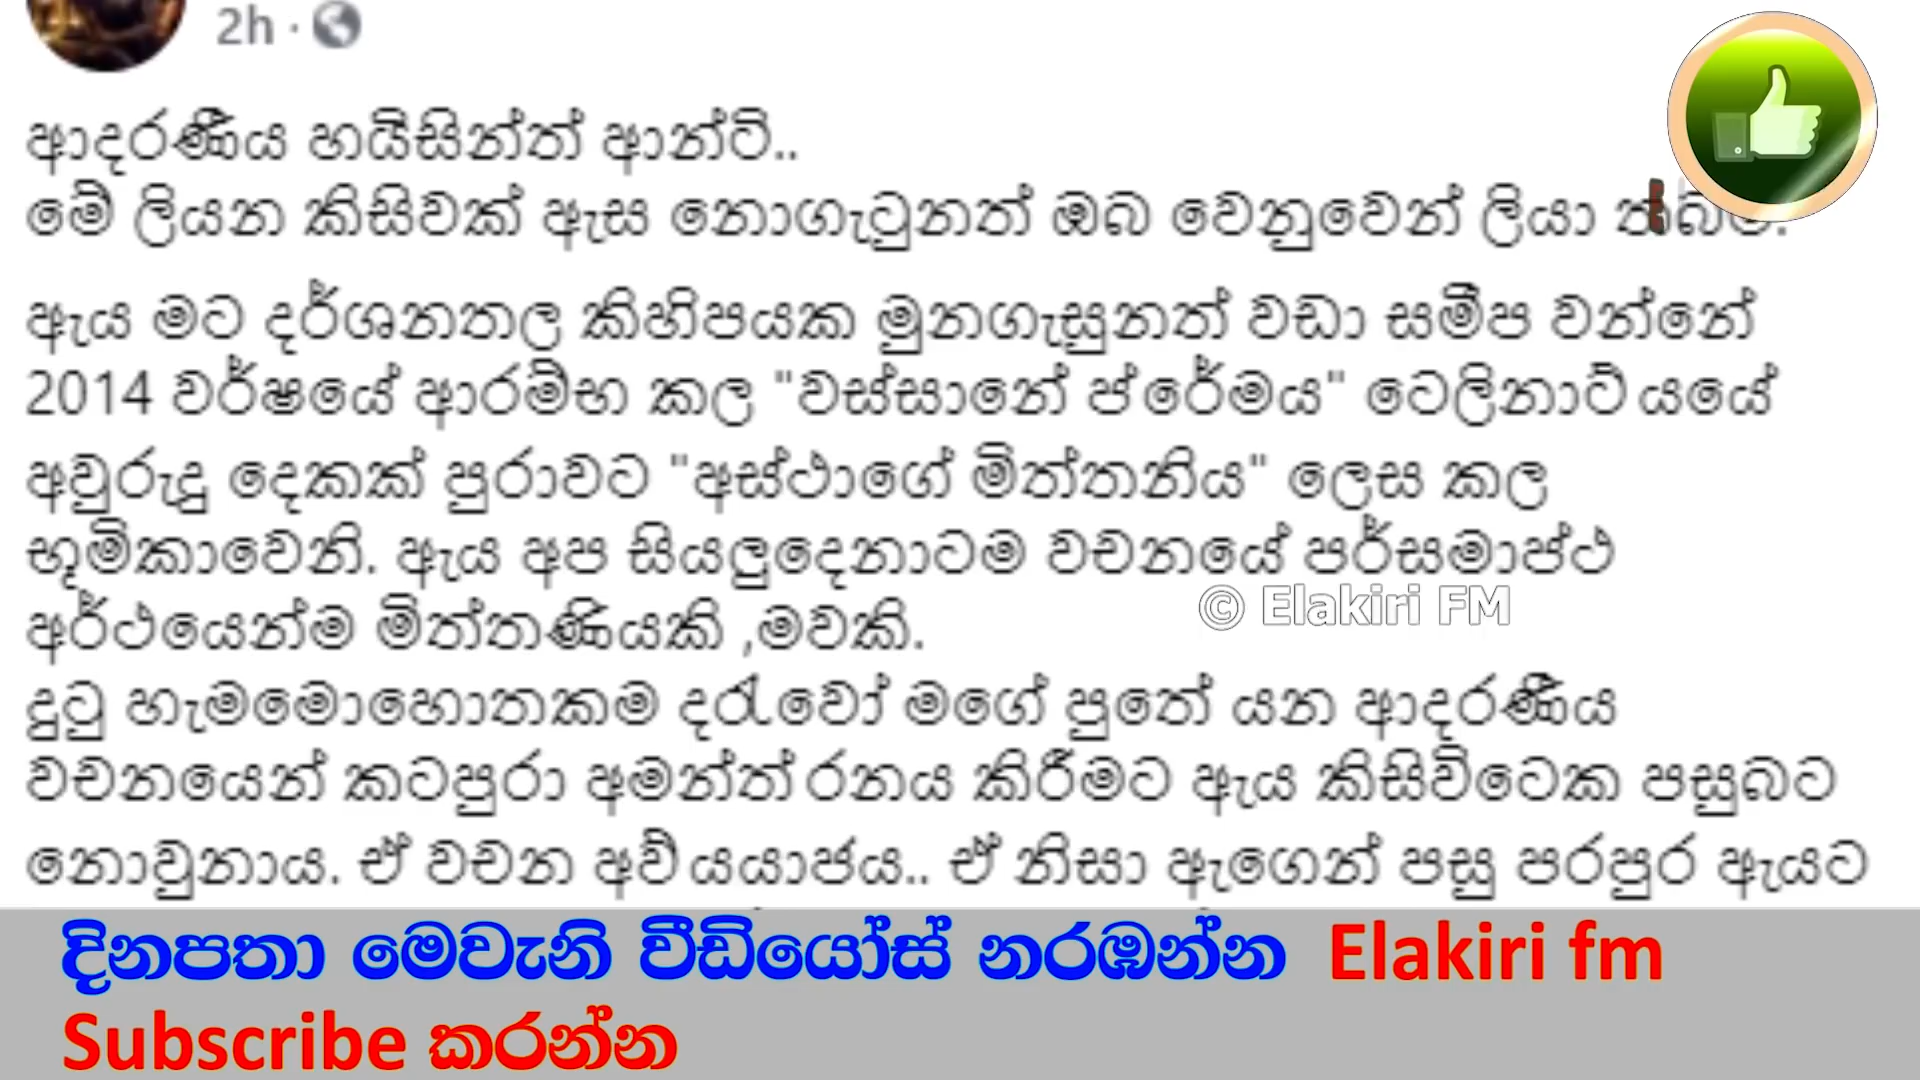 2h ·
ආදරණීය හයිසින්ත් ආන්ටි..
මේ ලියන කිසිවක් ඇස නොගැටුනත් ඔබ වෙනුවෙන් ලියා
ඇය මට දර්ශනතල කිහිපයක මුනගැසුනත් වඩා සමීප වන්නේ
2014 වර්ෂයේ ආරම්භ කල "වස්සානේ ප්රේමය" ටෙලිනාට්යයේ
අවුරුදු දෙකක් පුරාවට "අස්ථාගේ මිත්තනිය" ලෙස කල
භූමිකාවෙනි. ඇය අප සියලුදෙනාටම වචනයේ පර්සමාප්ථ
© Elakiri FM
අර්ථයෙන්ම මිත්තණියකි ,මවකි.
දුටු හැමමොහොතකම දරැවෝ මගේ පුතේ යන ආදරණීය
වචනයෙන් කටපුරා අමන්ත්රනය කිරීමට ඇය කිසිවිටෙක පසුබට
නොවුනාය. ඒ වචන අව්යයාජය.. ඒ නිසා ඇගෙන් පසු පරපුර ඇයට
දිනපතා මෙවැනි වීඩියෝස් නරඹන්න Elakiri fm
Subscribe කරන්න